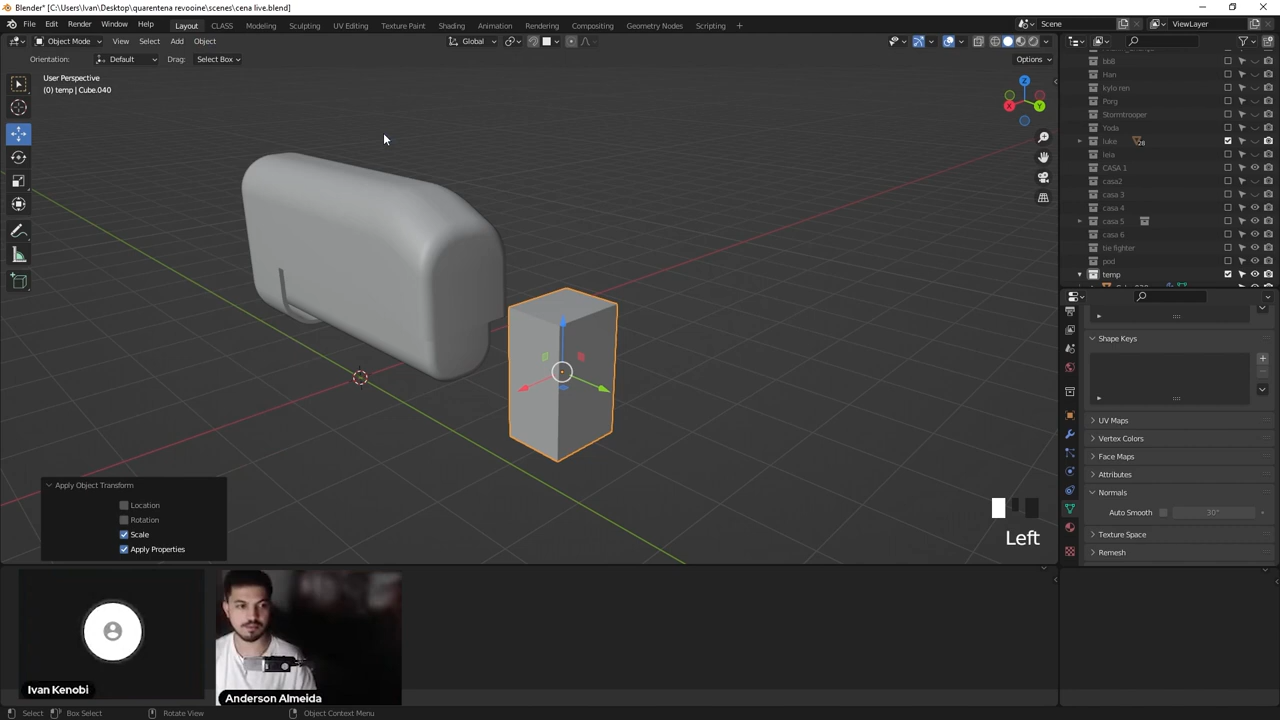 Blender* [C:\Users\Ivan\Desktop\quarentena revooine\scenes\cena live.blend]
File Edit Render Window Help Layout CLASS Modeling Sculpting UV Editing Texture Paint Shading Animation Rendering Compositing Geometry Nodes Scripting + Scene ViewLayer
Object Mode View Select Add Object Global
Orientation: Default Drag: Select Box Options
User Perspective
(0) temp | Cube.040
Z
X
Y
bb8
Han
kylo ren
Porg
Stormtrooper
Yoda
luke 28
leia
CASA 1
casa2
casa 3
casa 4
casa 5
casa 6
tie fighter
pod
temp
Shape Keys
UV Maps
Vertex Colors
Face Maps
Attributes
Normals
Auto Smooth 30°
Texture Space
Remesh
Apply Object Transform
Location
Rotation
Scale
Apply Properties
Left
Ivan Kenobi
Anderson Almeida
Select Box Select Rotate View Object Context Menu